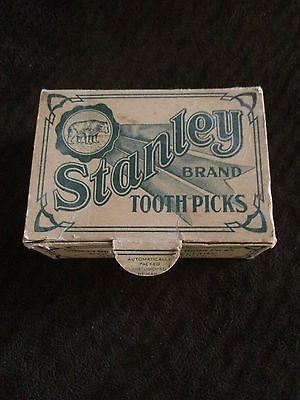 Stanley
BRAND
TOOTH PICKS
AUTOMATICALLY
PACKED